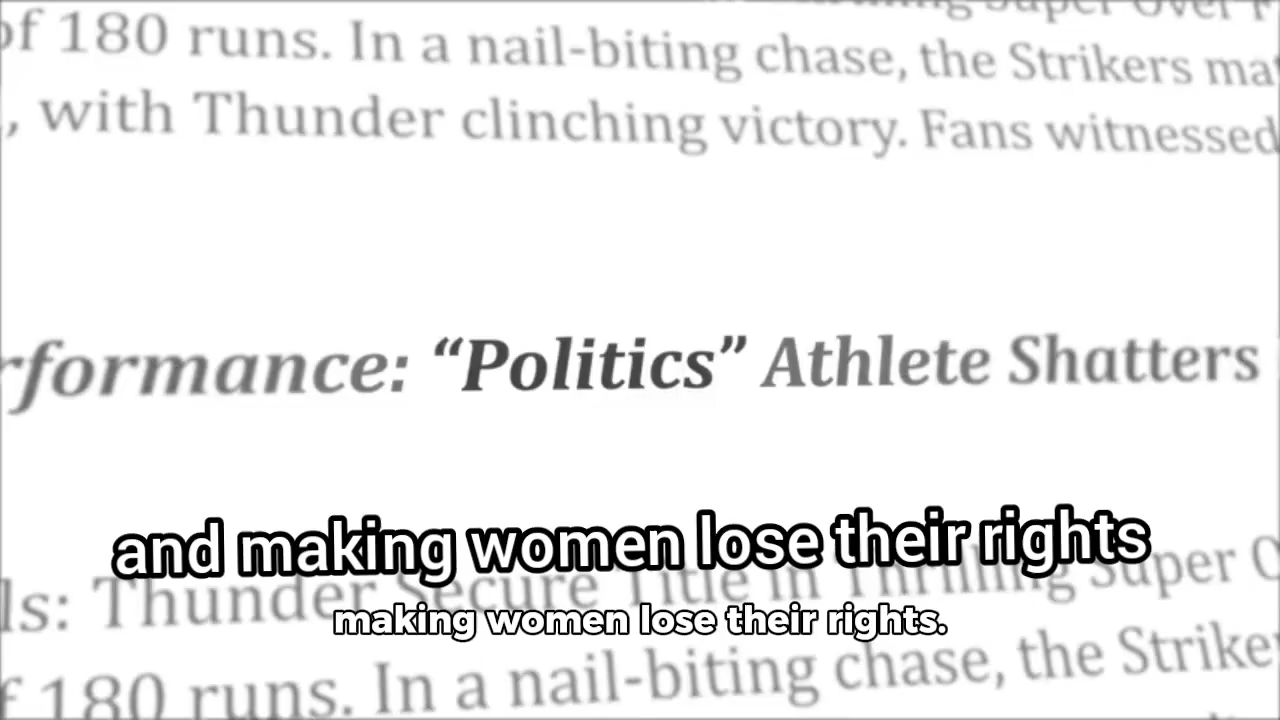 of 180 runs. In a nail-biting chase, the Strikers
, with Thunder clinching victory. Fans witnessed
rformance: “Politics” Athlete Shatters
and making women lose their rights
ls: Thunder Secure Title in Thrilling Super
making women lose their rights.
f 180 runs. In a nail-biting chase, the Strike